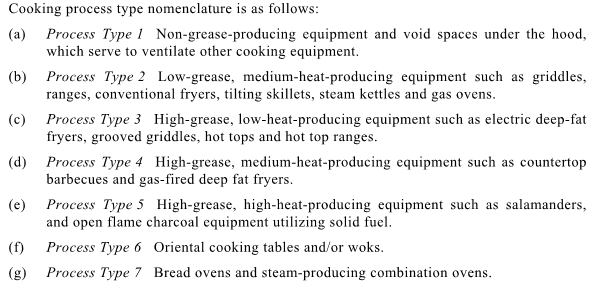 Cooking process type nomenclature is as follows:
(a) Process Type 1 Non-grease-producing equipment and void spaces under the hood,
which serve to ventilate other cooking equipment.
(b) Process Type 2 Low-grease, medium-heat-producing equipment such as griddles,
ranges, conventional fryers, tilting skillets, steam kettles and gas ovens.
(c) Process Type 3 High-grease, low-heat-producing equipment such as electric deep-fat
fryers, grooved griddles, hot tops and hot top ranges.
(d) Process Type 4 High-grease, medium-heat-producing equipment such as countertop
barbecues and gas-fired deep fat fryers.
(e) Process Type 5 High-grease, high-heat-producing equipment such as salamanders,
and open flame charcoal equipment utilizing solid fuel.
(f) Process Type 6 Oriental cooking tables and/or woks.
(g) Process Type 7 Bread ovens and steam-producing combination ovens.